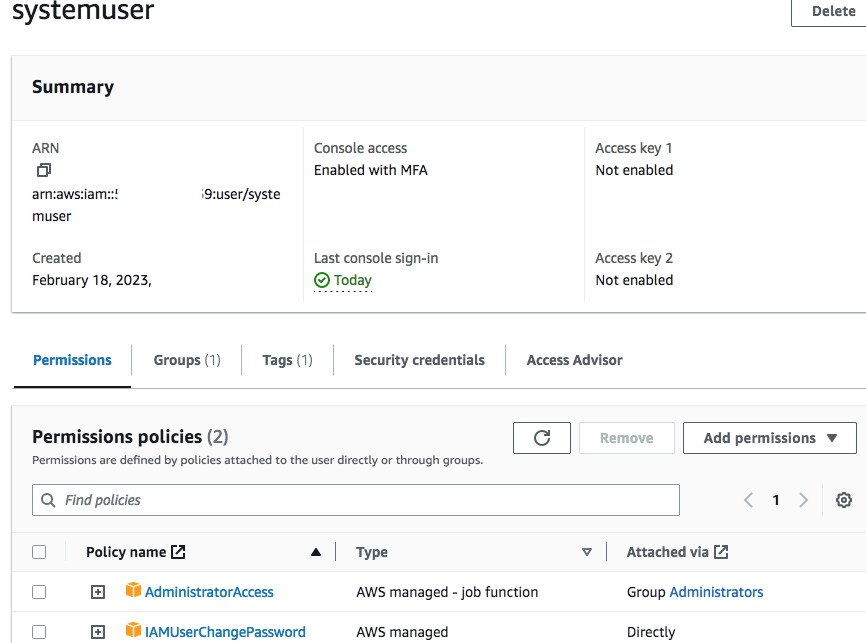 systemuser
Delete
Summary
ARN
arn:aws:iam::5 59:user/syste
muser
Created
February 18, 2023,
Console access
Enabled with MFA
Last console sign-in
Today
Access key 1
Not enabled
Access key 2
Not enabled
Permissions
Groups (1)
Tags (1)
Security credentials
Access Advisor
Permissions policies (2)
Permissions are defined by policies attached to the user directly or through groups.
Remove
Add permissions
Find policies
1
Policy name
Type
Attached via
AdministratorAccess
AWS managed - job function
Group Administrators
IAMUserChangePassword
AWS managed
Directly